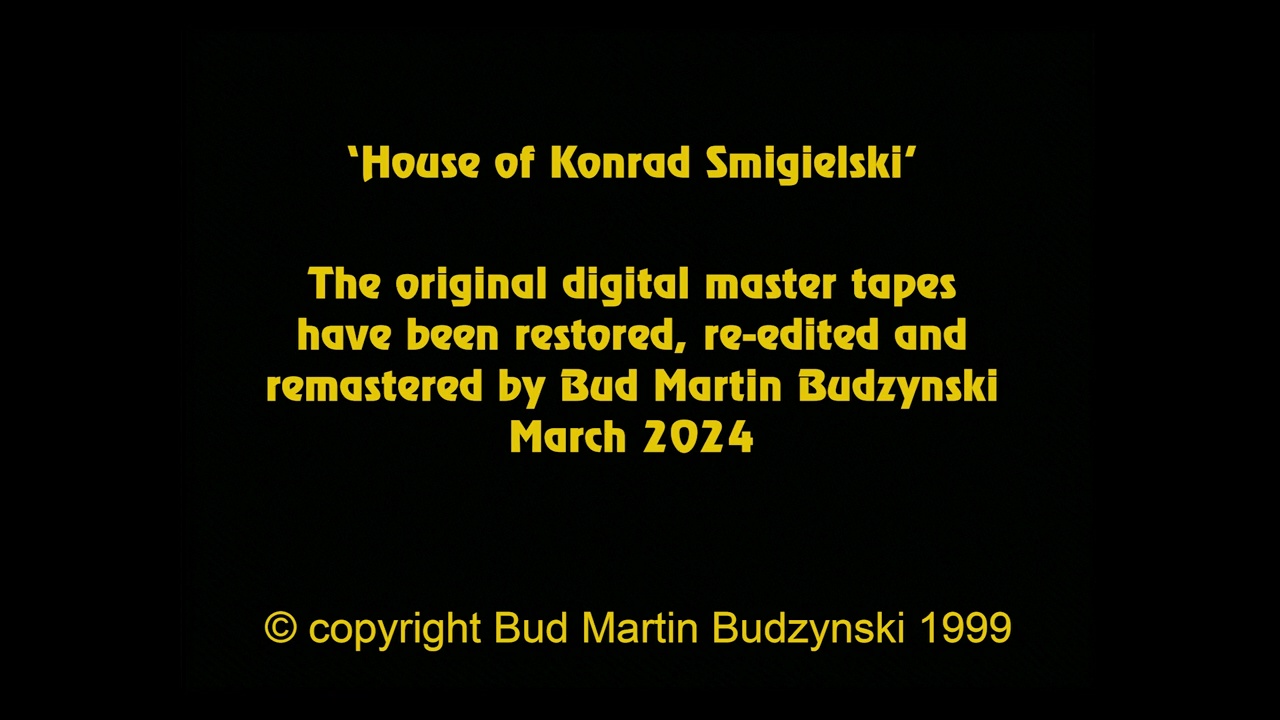 ‘House of Konrad Smigielski’
The original digital master tapes
have been restored, re-edited and
remastered by Bud Martin Budzynski
March 2024
© copyright Bud Martin Budzynski 1999